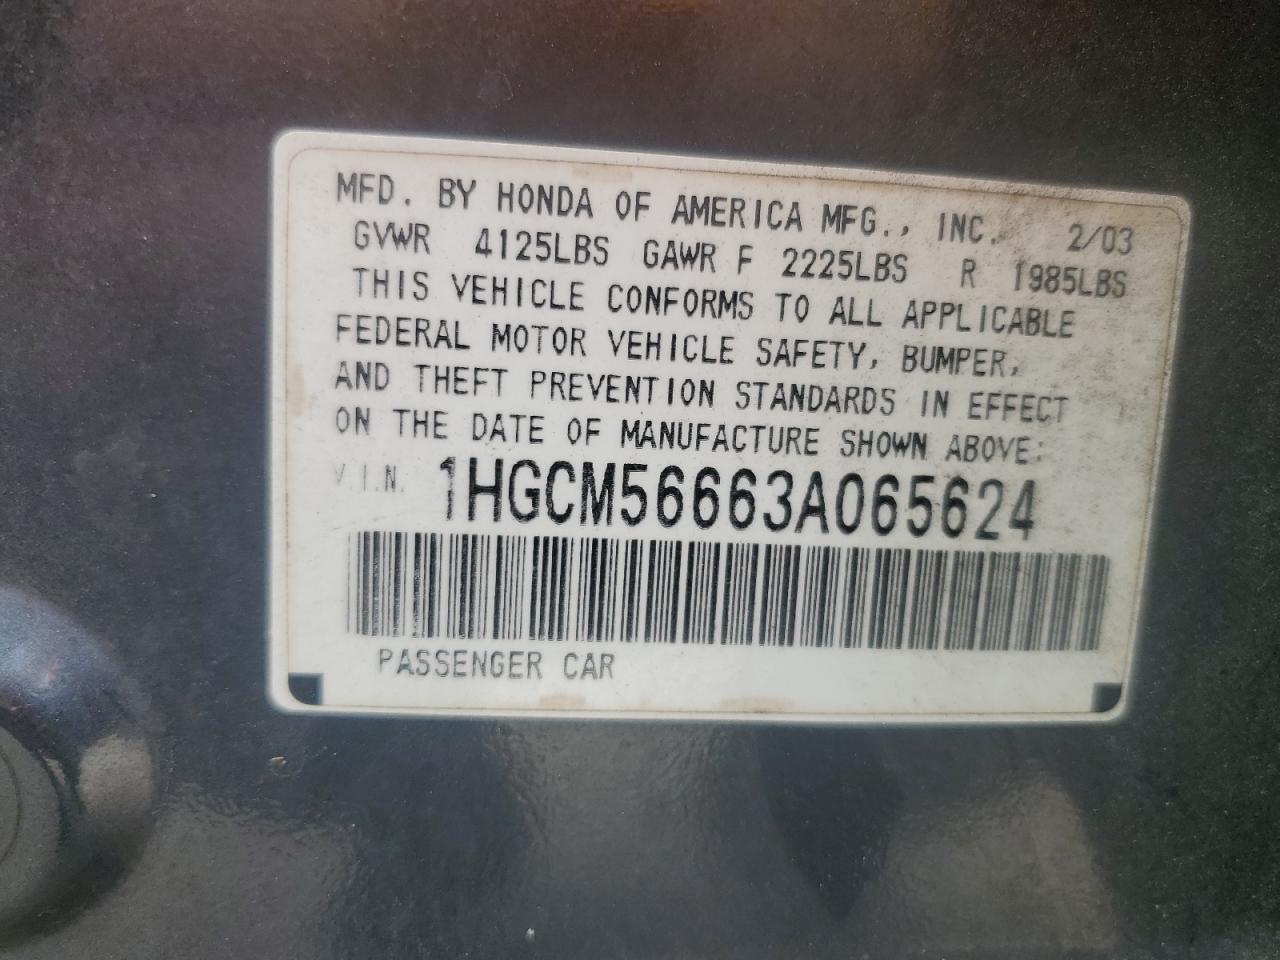 MFD. BY HONDA OF AMERICA MFG., INC. 2/03
GVWR 4125LBS GAWR F 2225LBS R 1985LBS
THIS VEHICLE CONFORMS TO ALL APPLICABLE
FEDERAL MOTOR VEHICLE SAFETY, BUMPER,
AND THEFT PREVENTION STANDARDS IN EFFECT
ON THE DATE OF MANUFACTURE SHOWN ABOVE:
V.I.N. 1HGCM56663A065624
PASSENGER CAR